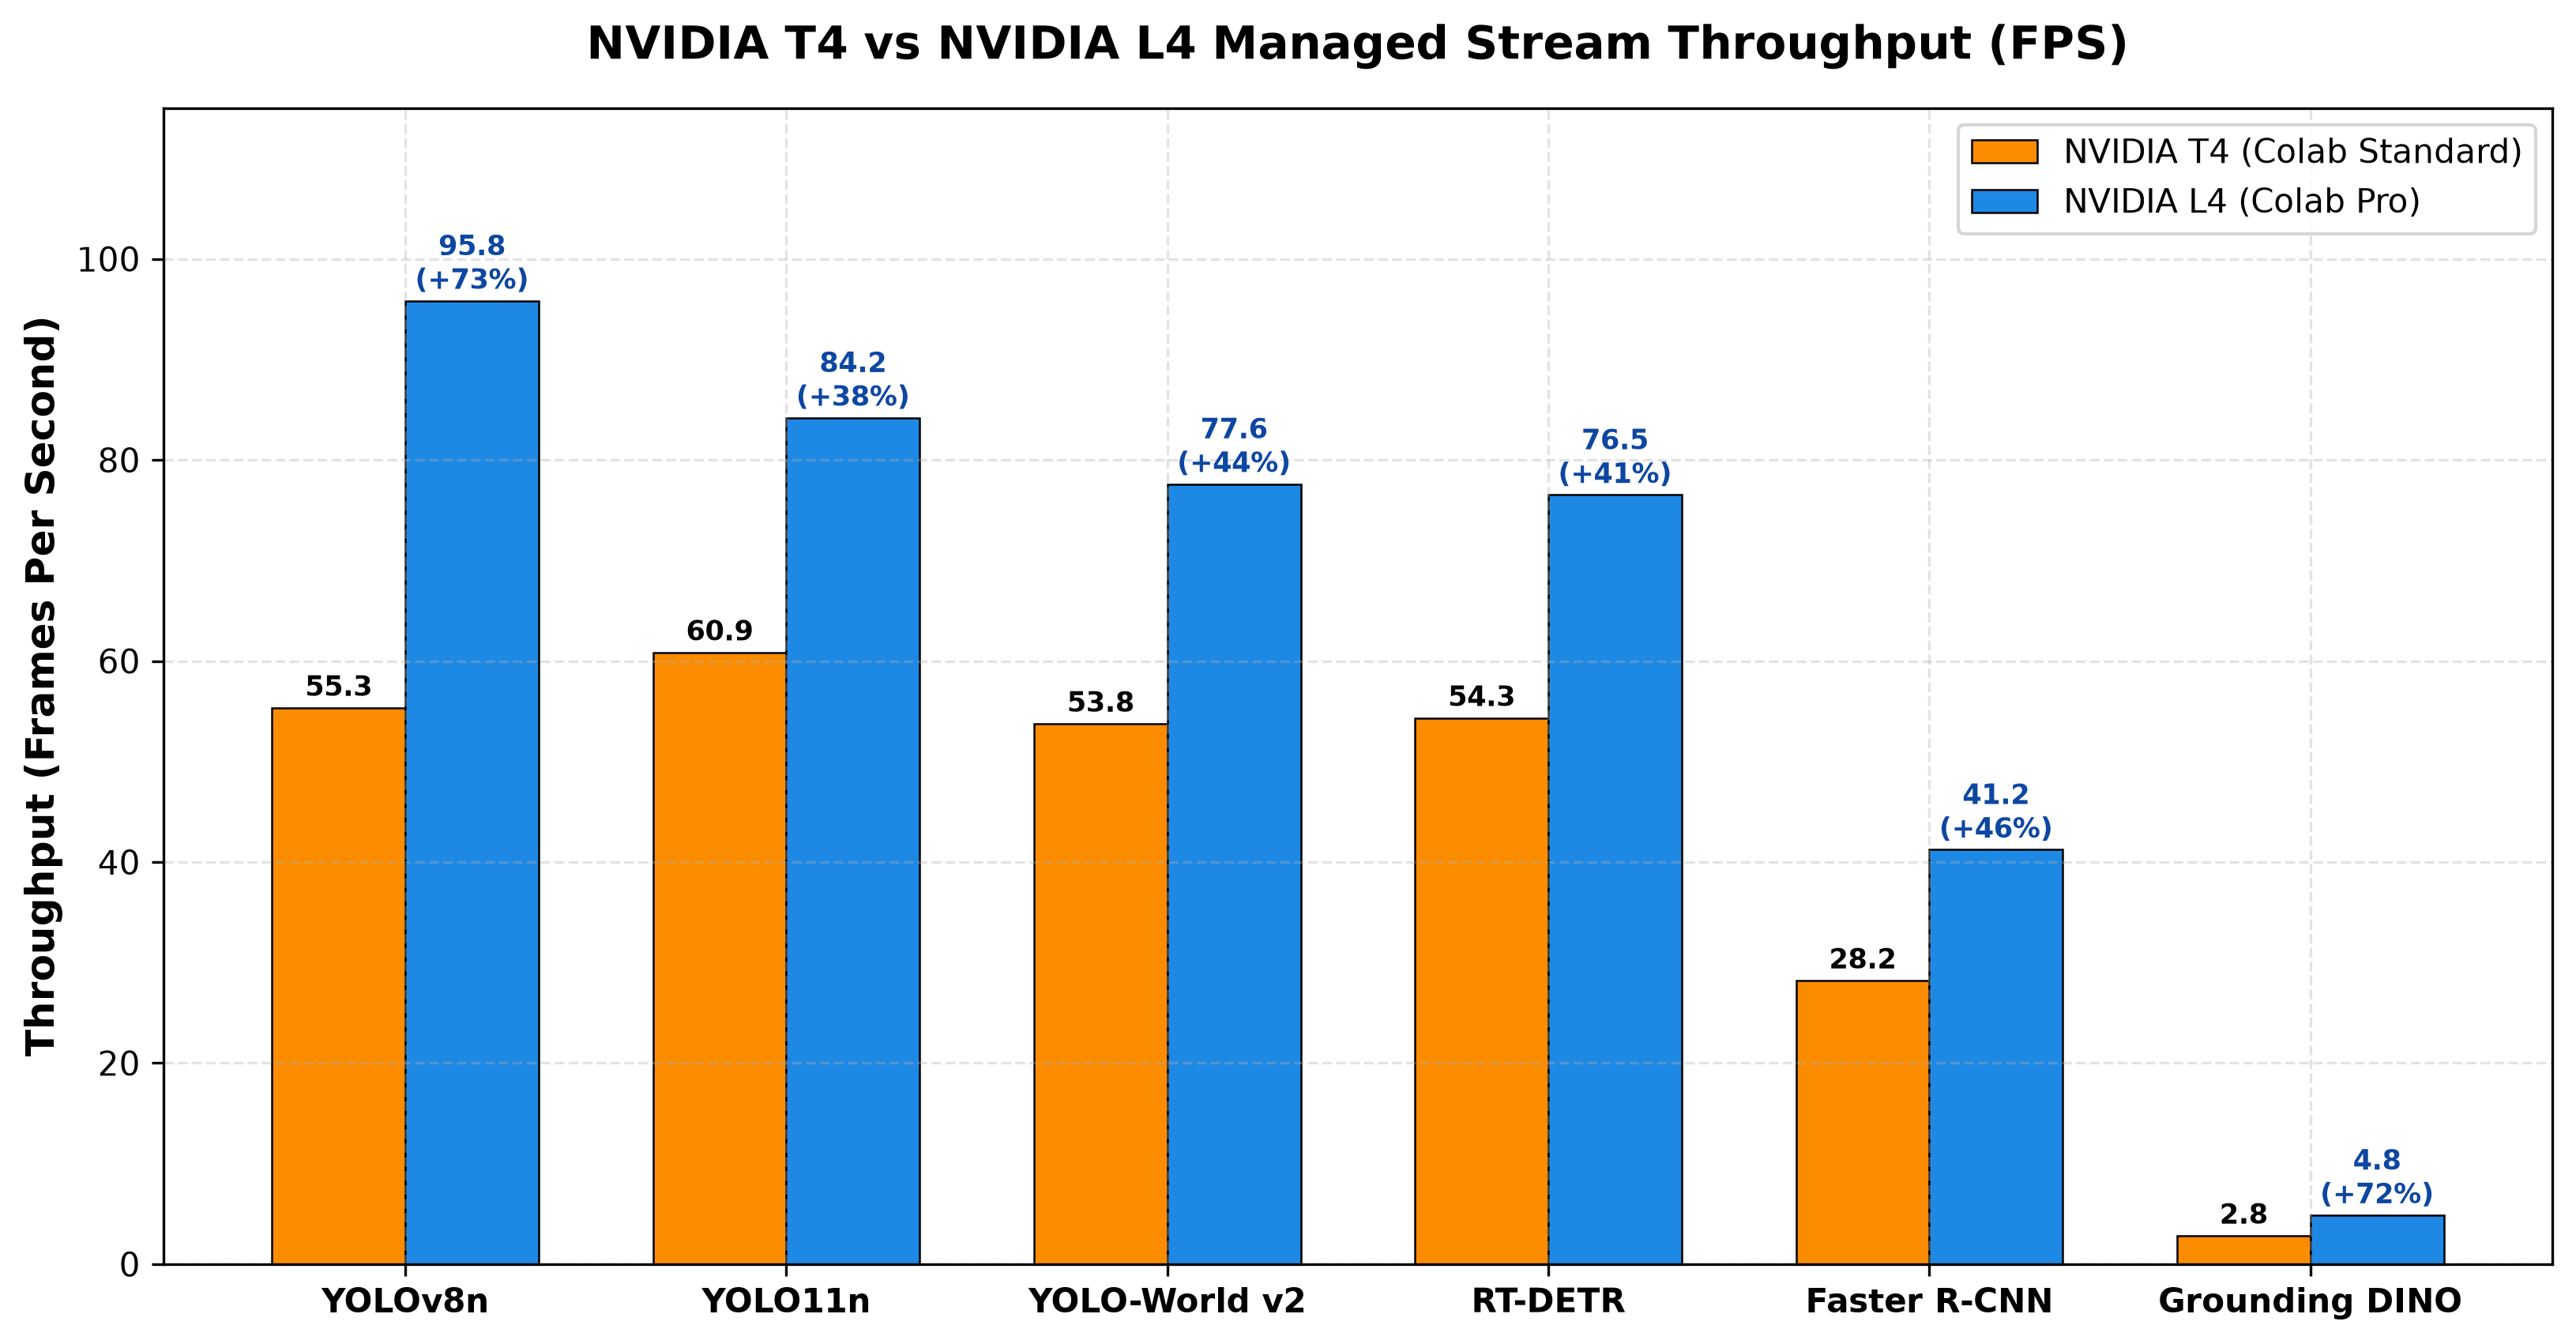 NVIDIA T4 vs NVIDIA L4 Managed Stream Throughput (FPS)
NVIDIA T4 (Colab Standard)
NVIDIA L4 (Colab Pro)
Throughput (Frames Per Second)
100
80
60
40
20
0
55.3
95.8
(+73%)
60.9
84.2
(+38%)
53.8
77.6
(+44%)
54.3
76.5
(+41%)
28.2
41.2
(+46%)
2.8
4.8
(+72%)
YOLOv8n
YOLO11n
YOLO-World v2
RT-DETR
Faster R-CNN
Grounding DINO